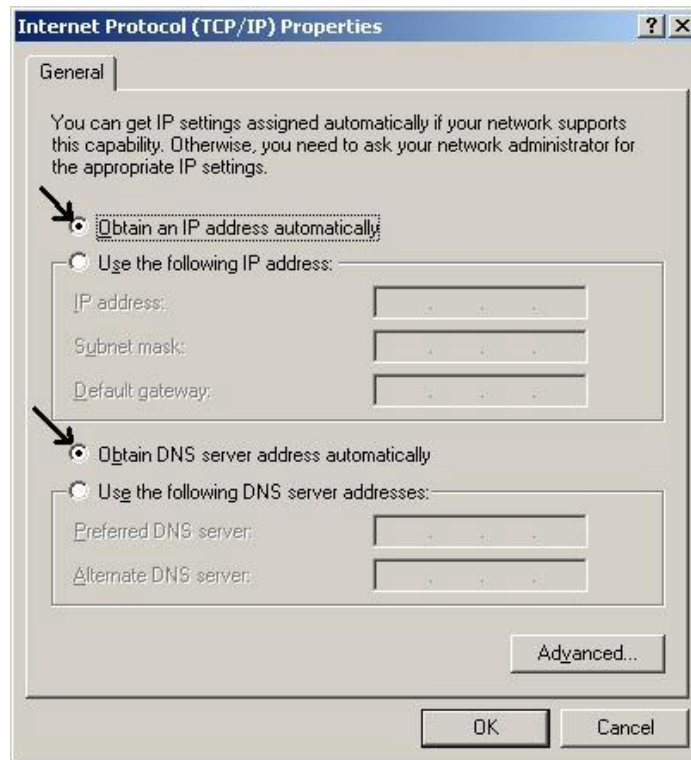 Internet Protocol (TCP/IP) Properties
General
You can get IP settings assigned automatically if your network supports
this capability. Otherwise, you need to ask your network administrator for
the appropriate IP settings.
Obtain an IP address automatically
Use the following IP address:
IP address:
Subnet mask:
Default gateway:
Obtain DNS server address automatically
Use the following DNS server addresses:
Preferred DNS server:
Alternate DNS server:
Advanced...
OK Cancel